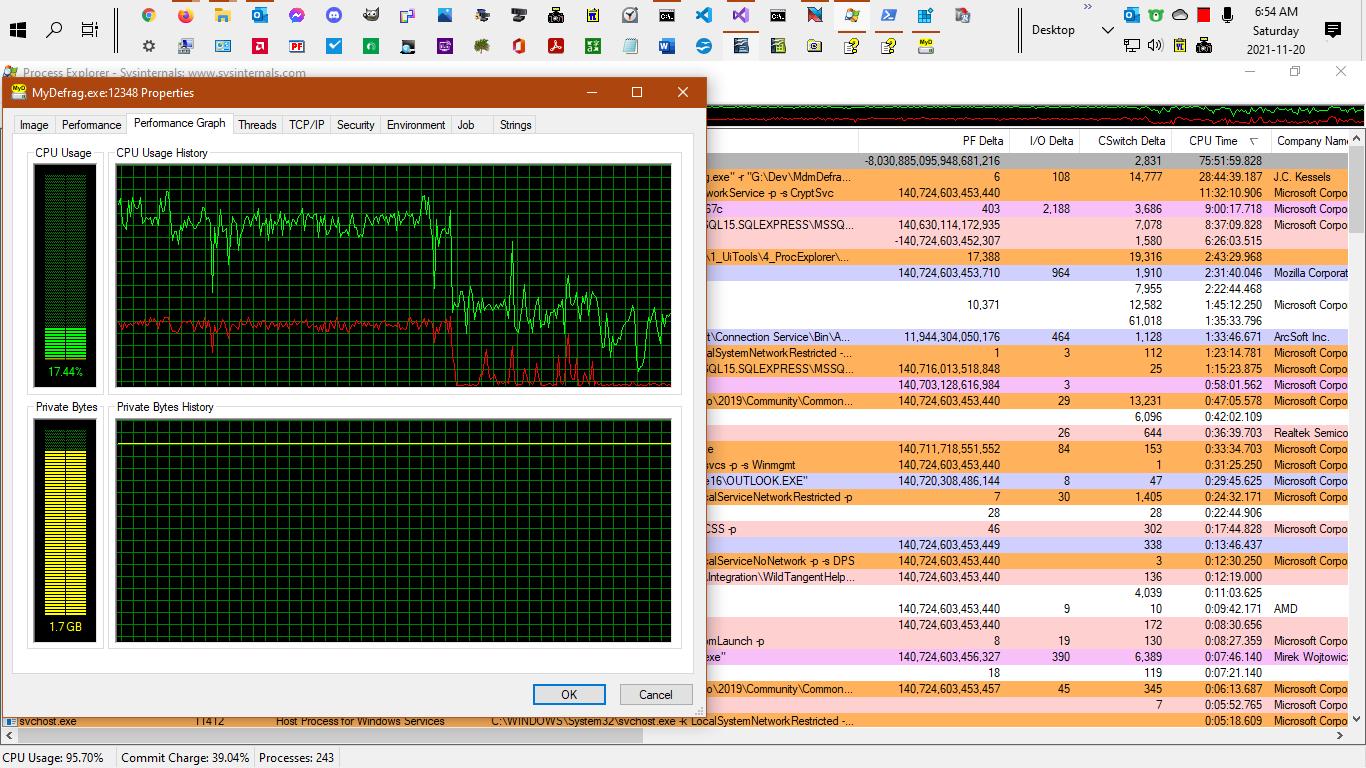 6:54 AM
Desktop
Saturday
2021-11-20
Process Explorer - Sysinternals: www.sysinternals.com
MyDefrag.exe:12348 Properties
Image Performance Performance Graph Threads TCP/IP Security Environment Job Strings
CPU Usage CPU Usage History
17.44%
Private Bytes Private Bytes History
1.7 GB
OK Cancel
PF Delta I/O Delta CSwitch Delta CPU Time Company Name
-8,030,885,095,948,681,216 2,831 75:51:59.828
g.exe" -r "G:\Dev\MdmDefra... 6 108 14,777 28:44:39.187 J.C. Kessels
workService -p -s CryptSvc 140,724,603,453,440 11:32:10.906 Microsoft Corpo
67c 403 2,188 3,686 9:00:17.718 Microsoft Corpo
SQL15.SQLEXPRESS\MSSQ... 140,630,114,172,935 7,078 8:37:09.828 Microsoft Corpo
-140,724,603,452,307 1,580 6:26:03.515
\1_UiTools\4_ProcExplorer\... 17,388 19,316 2:43:29.968
140,724,603,453,710 964 1,910 2:31:40.046 Mozilla Corporat
7,955 2:22:44.468
10,371 12,582 1:45:12.250 Microsoft Corpo
61,018 1:35:33.796
t\Connection Service\Bin\A... 11,944,304,050,176 464 1,128 1:33:46.671 ArcSoft Inc.
calSystemNetworkRestricted -... 1 3 112 1:23:14.781 Microsoft Corpo
SQL15.SQLEXPRESS\MSSQ... 140,716,013,518,848 25 1:15:23.875 Microsoft Corpo
140,703,128,616,984 3 0:58:01.562 Microsoft Corpo
o\2019\Community\Common... 140,724,603,453,440 29 13,231 0:47:05.578 Microsoft Corpo
6,096 0:42:02.109
26 644 0:36:39.703 Realtek Semico
e 140,711,718,551,552 84 153 0:33:34.703 Microsoft Corpo
svcs -p -s Winmgmt 140,724,603,453,440 1 0:31:25.250 Microsoft Corpo
e16\OUTLOOK.EXE" 140,720,308,486,144 8 47 0:29:45.625 Microsoft Corpo
calServiceNetworkRestricted -p 7 30 1,405 0:24:32.171 Microsoft Corpo
28 28 0:22:44.906
CSS -p 46 302 0:17:44.828 Microsoft Corpo
140,724,603,453,449 338 0:13:46.437
calServiceNoNetwork -p -s DPS 140,724,603,453,440 3 0:12:30.250 Microsoft Corpo
Integration\WildTangentHelp... 140,724,603,453,440 136 0:12:19.000
4,039 0:11:03.625
140,724,603,453,440 9 10 0:09:42.171 AMD
140,724,603,453,440 172 0:08:30.656
omLaunch -p 8 19 130 0:08:27.359 Microsoft Corpo
exe" 140,724,603,456,327 390 6,389 0:07:46.140 Mirek Wojtowicz
18 119 0:07:21.140
o\2019\Community\Common... 140,724,603,453,457 45 345 0:06:13.687 Microsoft Corpo
7 0:05:52.765 Microsoft Corpo
svchost.exe 11412 Host Process for Windows Services C:\WINDOWS\System32\svchost.exe -k LocalSystemNetworkRestricted -... 0:05:18.609 Microsoft Corpo
CPU Usage: 95.70% Commit Charge: 39.04% Processes: 243